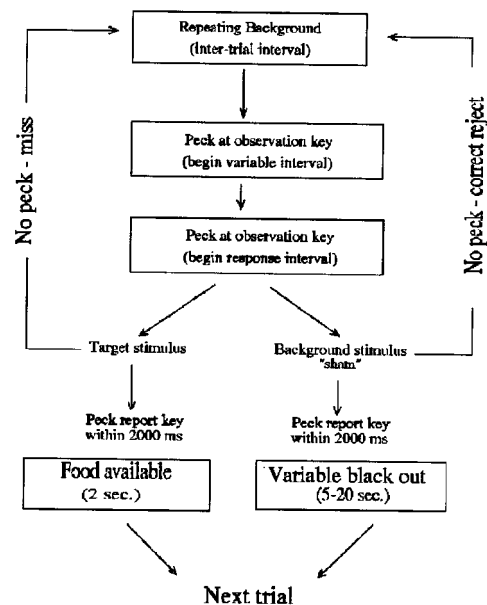 Repeating Background
(Inter-trial interval)
No peck - miss
No peck - correct reject
Peck at observation key
(begin variable interval)
Peck at observation key
(begin response interval)
Target stimulus
Background stimulus
"sham"
Peck report key
within 2000 ms
Peck report key
within 2000 ms
Food available
(2 sec.)
Variable black out
(5-20 sec.)
Next trial